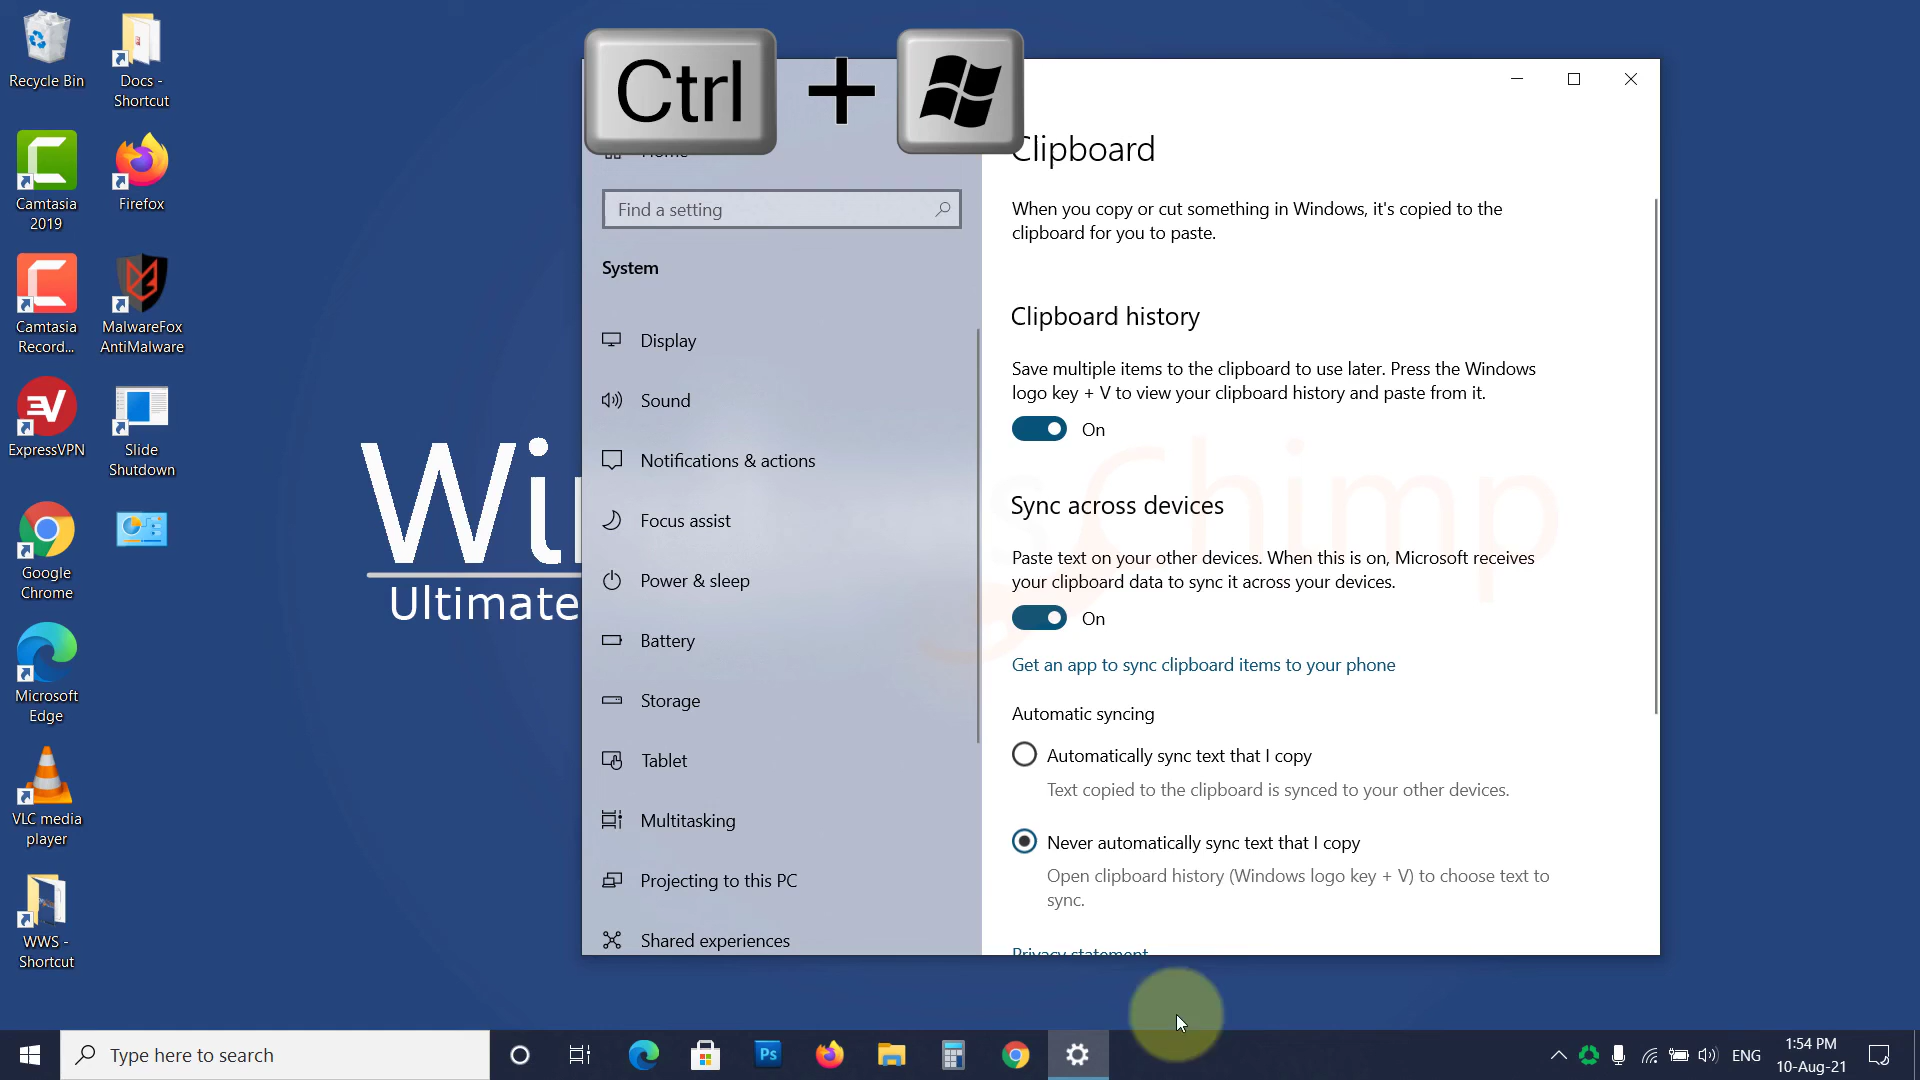 Recycle Bin
Docs -
Shortcut
Camtasia
2019
Firefox
Camtasia
Record...
MalwareFox
AntiMalware
ExpressVPN
Slide
Shutdown
Google
Chrome
Microsoft
Edge
VLC media
player
WWS -
Shortcut
Wi
Ultimate
Ctrl
+
Home
Find a setting
System
Display
Sound
Notifications & actions
Focus assist
Power & sleep
Battery
Storage
Tablet
Multitasking
Projecting to this PC
Shared experiences
Clipboard
When you copy or cut something in Windows, it's copied to the
clipboard for you to paste.
Clipboard history
Save multiple items to the clipboard to use later. Press the Windows
logo key + V to view your clipboard history and paste from it.
On
sChimp
Sync across devices
Paste text on your other devices. When this is on, Microsoft receives
your clipboard data to sync it across your devices.
On
Get an app to sync clipboard items to your phone
Automatic syncing
Automatically sync text that I copy
Text copied to the clipboard is synced to your other devices.
Never automatically sync text that I copy
Open clipboard history (Windows logo key + V) to choose text to
sync.
Privacy statement
Type here to search
Ps
ENG
1:54 PM
10-Aug-21